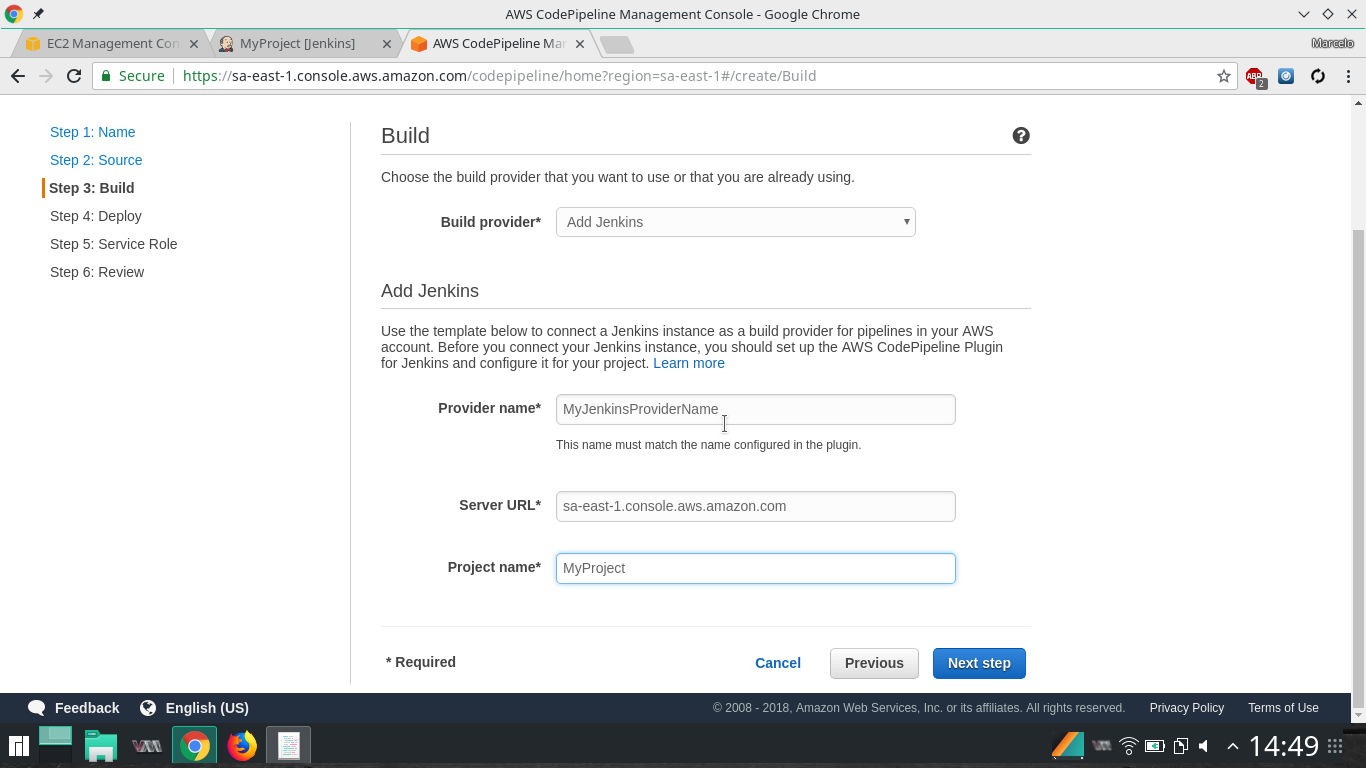 AWS CodePipeline Management Console - Google Chrome
EC2 Management Con
MyProject [Jenkins]
AWS CodePipeline Mar
Marcelo
Secure
https://sa-east-1.console.aws.amazon.com/codepipeline/home?region=sa-east-1#/create/Build
ABP
2
Step 1: Name
Step 2: Source
Step 3: Build
Step 4: Deploy
Step 5: Service Role
Step 6: Review
Build
?
Choose the build provider that you want to use or that you are already using.
Build provider*
Add Jenkins
Add Jenkins
Use the template below to connect a Jenkins instance as a build provider for pipelines in your AWS
account. Before you connect your Jenkins instance, you should set up the AWS CodePipeline Plugin
for Jenkins and configure it for your project. Learn more
Provider name*
MyJenkinsProviderName
This name must match the name configured in the plugin.
Server URL*
sa-east-1.console.aws.amazon.com
Project name*
MyProject
* Required
Cancel
Previous
Next step
Feedback
English (US)
© 2008 - 2018, Amazon Web Services, Inc. or its affiliates. All rights reserved.
Privacy Policy
Terms of Use
14:49